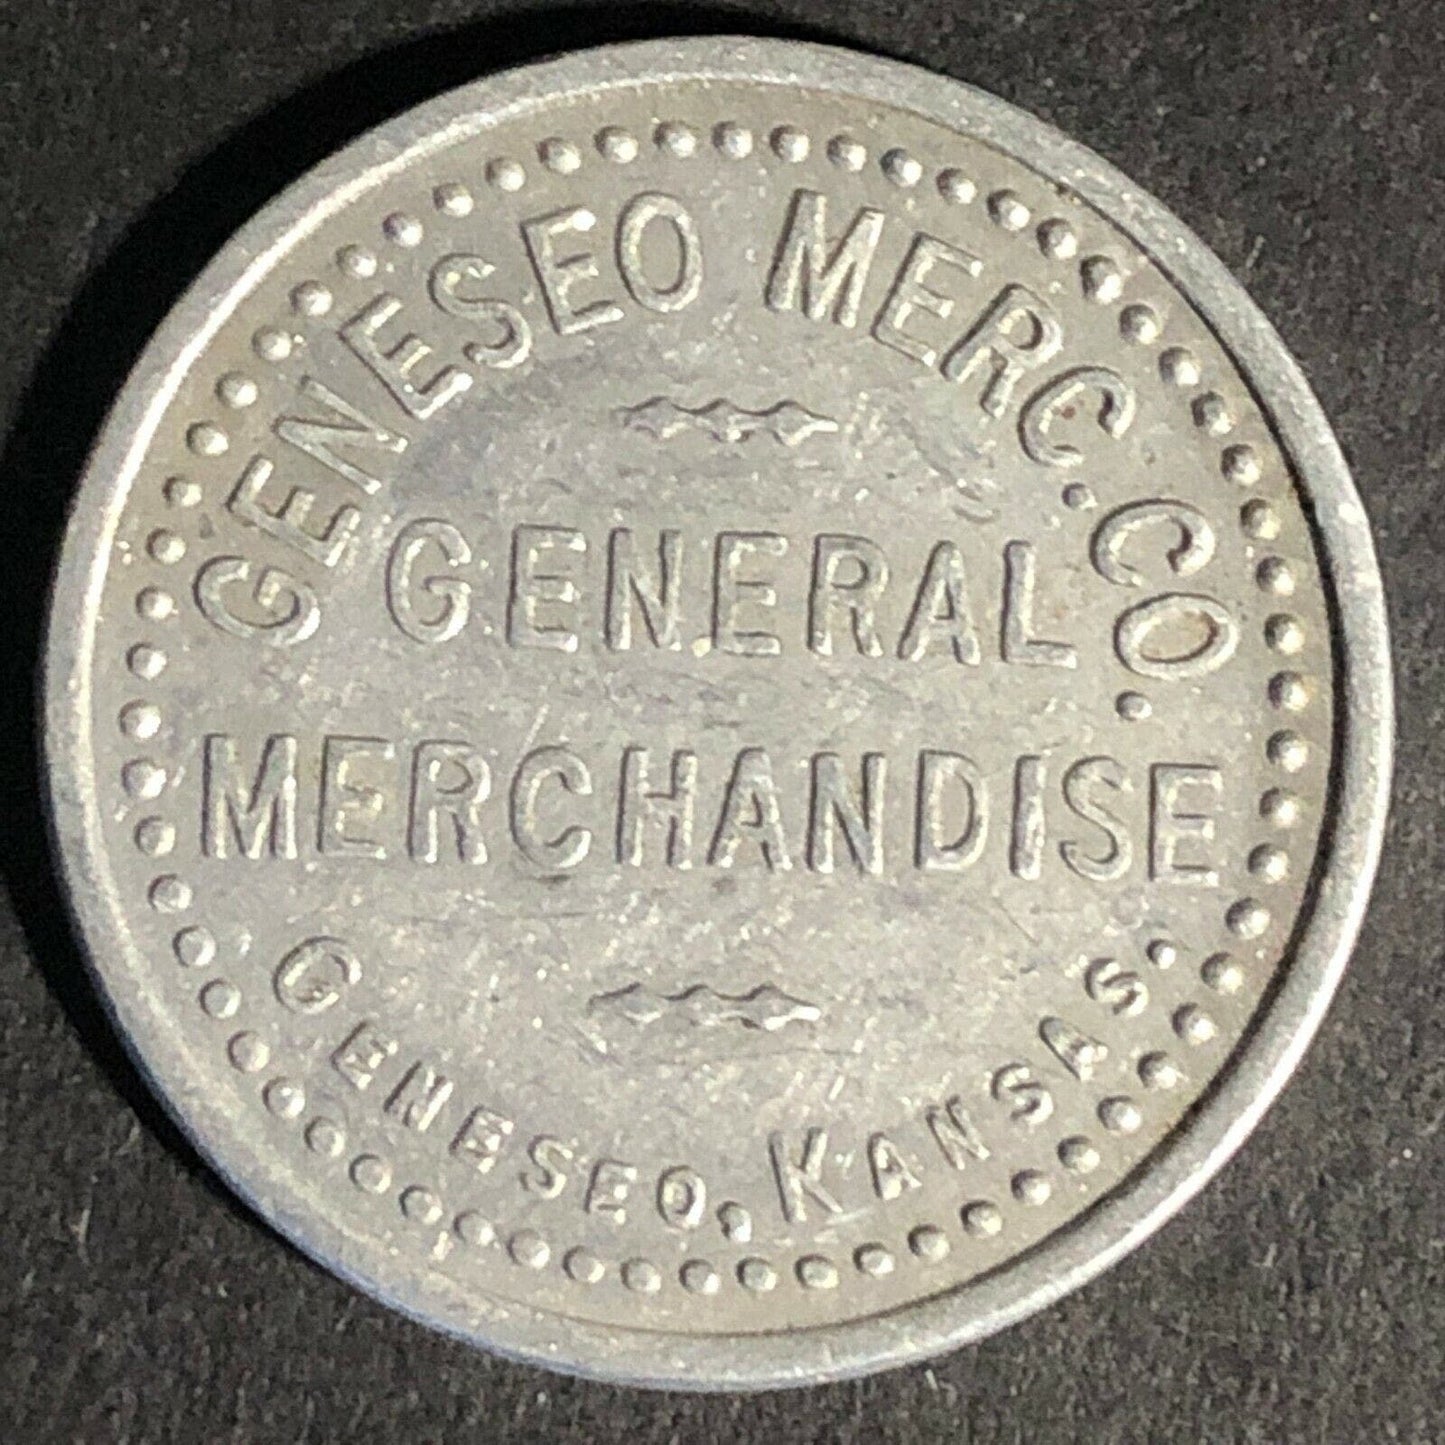 GENESEO MERC. CO.
GENERAL
MERCHANDISE
GENESEO, KANSAS.